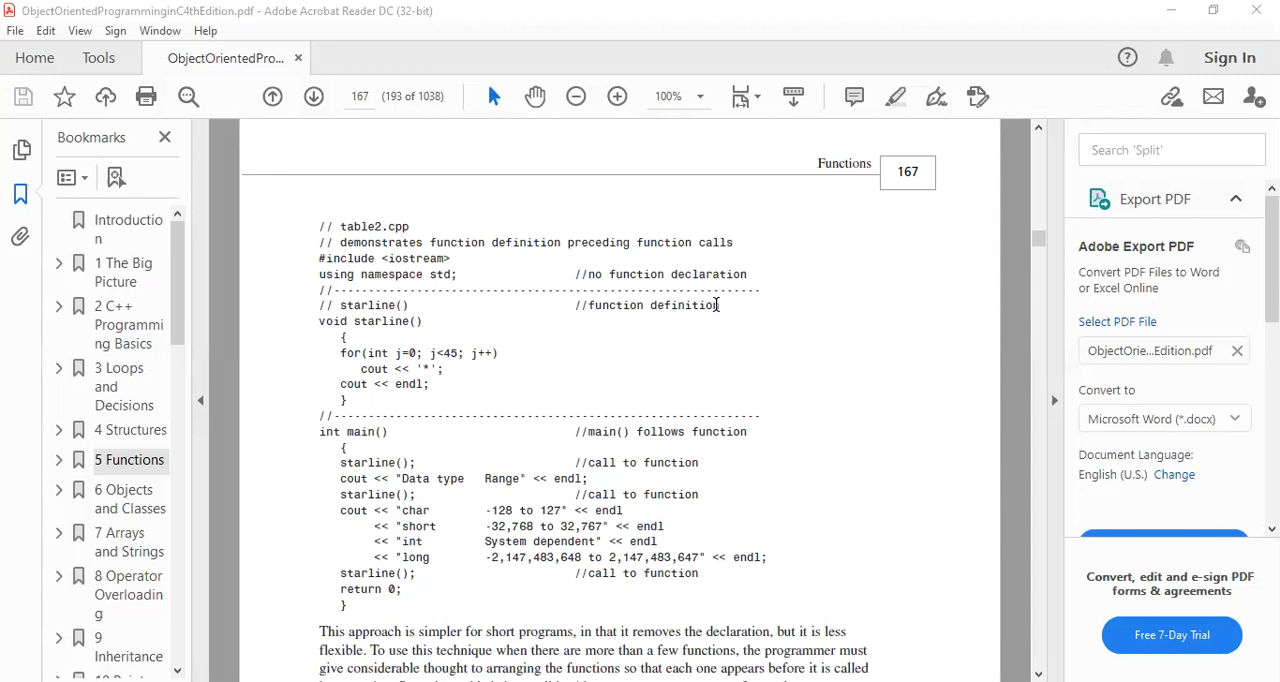 ObjectOrientedProgramminginC4thEdition.pdf - Adobe Acrobat Reader DC (32-bit)
File Edit View Sign Window Help
Home Tools ObjectOrientedPro... × Sign In
167 (193 of 1038) 100%
Bookmarks
Introductio
n
1 The Big
Picture
2 C++
Programmi
ng Basics
3 Loops
and
Decisions
4 Structures
5 Functions
6 Objects
and Classes
7 Arrays
and Strings
8 Operator
Overloadin
g
9
Inheritance
Functions 167
// table2.cpp
// demonstrates function definition preceding function calls
#include <iostream>
using namespace std; //no function declaration
//---------------------------------------------------------------
// starline() //function definition
void starline()
{
for(int j=0; j<45; j++)
cout << '*';
cout << endl;
}
//---------------------------------------------------------------
int main() //main() follows function
{
starline(); //call to function
cout << "Data type Range" << endl;
starline(); //call to function
cout << "char -128 to 127" << endl
<< "short -32,768 to 32,767" << endl
<< "int System dependent" << endl
<< "long -2,147,483,648 to 2,147,483,647" << endl;
starline(); //call to function
return 0;
}
This approach is simpler for short programs, in that it removes the declaration, but it is less
flexible. To use this technique when there are more than a few functions, the programmer must
give considerable thought to arranging the functions so that each one appears before it is called
Search 'Split'
Export PDF
Adobe Export PDF
Convert PDF Files to Word
or Excel Online
Select PDF File
ObjectOrie...Edition.pdf
Convert to
Microsoft Word (*.docx)
Document Language:
English (U.S.) Change
Convert, edit and e-sign PDF
forms & agreements
Free 7-Day Trial